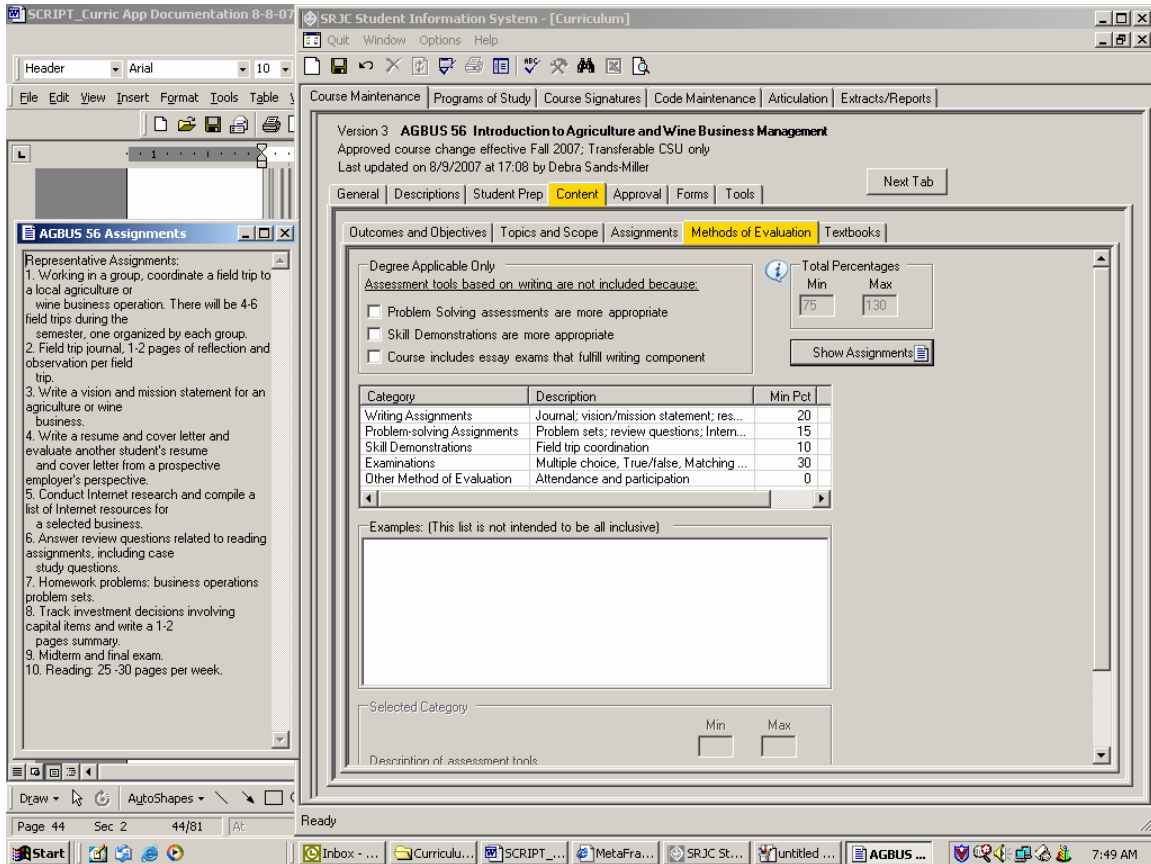 SCRIPT_Curric App Documentation 8-8-07
Header
Arial
10
File Edit View Insert Format Tools Table
L
1
AGBUS 56 Assignments
Representative Assignments:
1. Working in a group, coordinate a field trip to
a local agriculture or
wine business operation. There will be 4-6
field trips during the
semester, one organized by each group.
2. Field trip journal, 1-2 pages of reflection and
observation per field
trip.
3. Write a vision and mission statement for an
agriculture or wine
business.
4. Write a resume and cover letter and
evaluate another student's resume
and cover letter from a prospective
employer's perspective.
5. Conduct Internet research and compile a
list of Internet resources for
a selected business.
6. Answer review questions related to reading
assignments, including case
study questions.
7. Homework problems: business operations
problem sets.
8. Track investment decisions involving
capital items and write a 1-2
pages summary.
9. Midterm and final exam.
10. Reading: 25 -30 pages per week.
Draw AutoShapes
Page 44 Sec 2 44/81 At
SRJC Student Information System - [Curriculum]
Quit Window Options Help
ABC
Course Maintenance Programs of Study Course Signatures Code Maintenance Articulation Extracts/Reports
Version 3 AGBUS 56 Introduction to Agriculture and Wine Business Management
Approved course change effective Fall 2007; Transferable CSU only
Last updated on 8/9/2007 at 17:08 by Debra Sands-Miller
Next Tab
General Descriptions Student Prep Content Approval Forms Tools
Outcomes and Objectives Topics and Scope Assignments Methods of Evaluation Textbooks
Degree Applicable Only
Assessment tools based on writing are not included because:
Problem Solving assessments are more appropriate
Skill Demonstrations are more appropriate
Course includes essay exams that fulfill writing component
Total Percentages
Min Max
75 130
Show Assignments
Category Description Min Pct
Writing Assignments Journal; vision/mission statement; res... 20
Problem-solving Assignments Problem sets; review questions; Intern... 15
Skill Demonstrations Field trip coordination 10
Examinations Multiple choice, True/false, Matching ... 30
Other Method of Evaluation Attendance and participation 0
Examples: (This list is not intended to be all inclusive)
Selected Category
Min Max
Description of assessment tools
Ready
Start Inbox - ... Curriculu... SCRIPT_... MetaFra... SRJC St... untitled ... AGBUS ... 7:49 AM